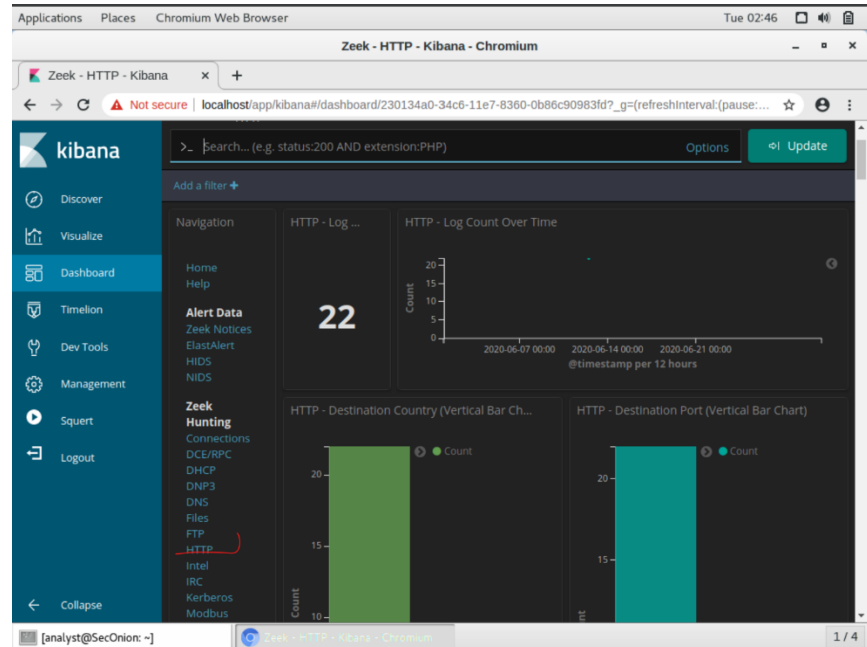 Applications Places Chromium Web Browser Tue 02:46
Zeek - HTTP - Kibana - Chromium
Zeek - HTTP - Kibana × +
Not secure | localhost/app/kibana#/dashboard/230134a0-34c6-11e7-8360-0b86c90983fd?_g=(refreshInterval:(pause:...
kibana
>_ Search... (e.g. status:200 AND extension:PHP) Options Update
Add a filter +
Discover
Visualize
Dashboard
Timelion
Dev Tools
Management
Squert
Logout
Collapse
Navigation
Home
Help
Alert Data
Zeek Notices
ElastAlert
HIDS
NIDS
Zeek
Hunting
Connections
DCE/RPC
DHCP
DNP3
DNS
Files
FTP
HTTP
Intel
IRC
Kerberos
Modbus
HTTP - Log ...
22
HTTP - Log Count Over Time
Count
20
15
10
5
0
2020-06-07 00:00 2020-06-14 00:00 2020-06-21 00:00
@timestamp per 12 hours
HTTP - Destination Country (Vertical Bar Ch...
Count
20
15
10
Count
HTTP - Destination Port (Vertical Bar Chart)
Count
20
15
[analyst@SecOnion: ~] Zeek - HTTP - Kibana - Chromium 1 / 4